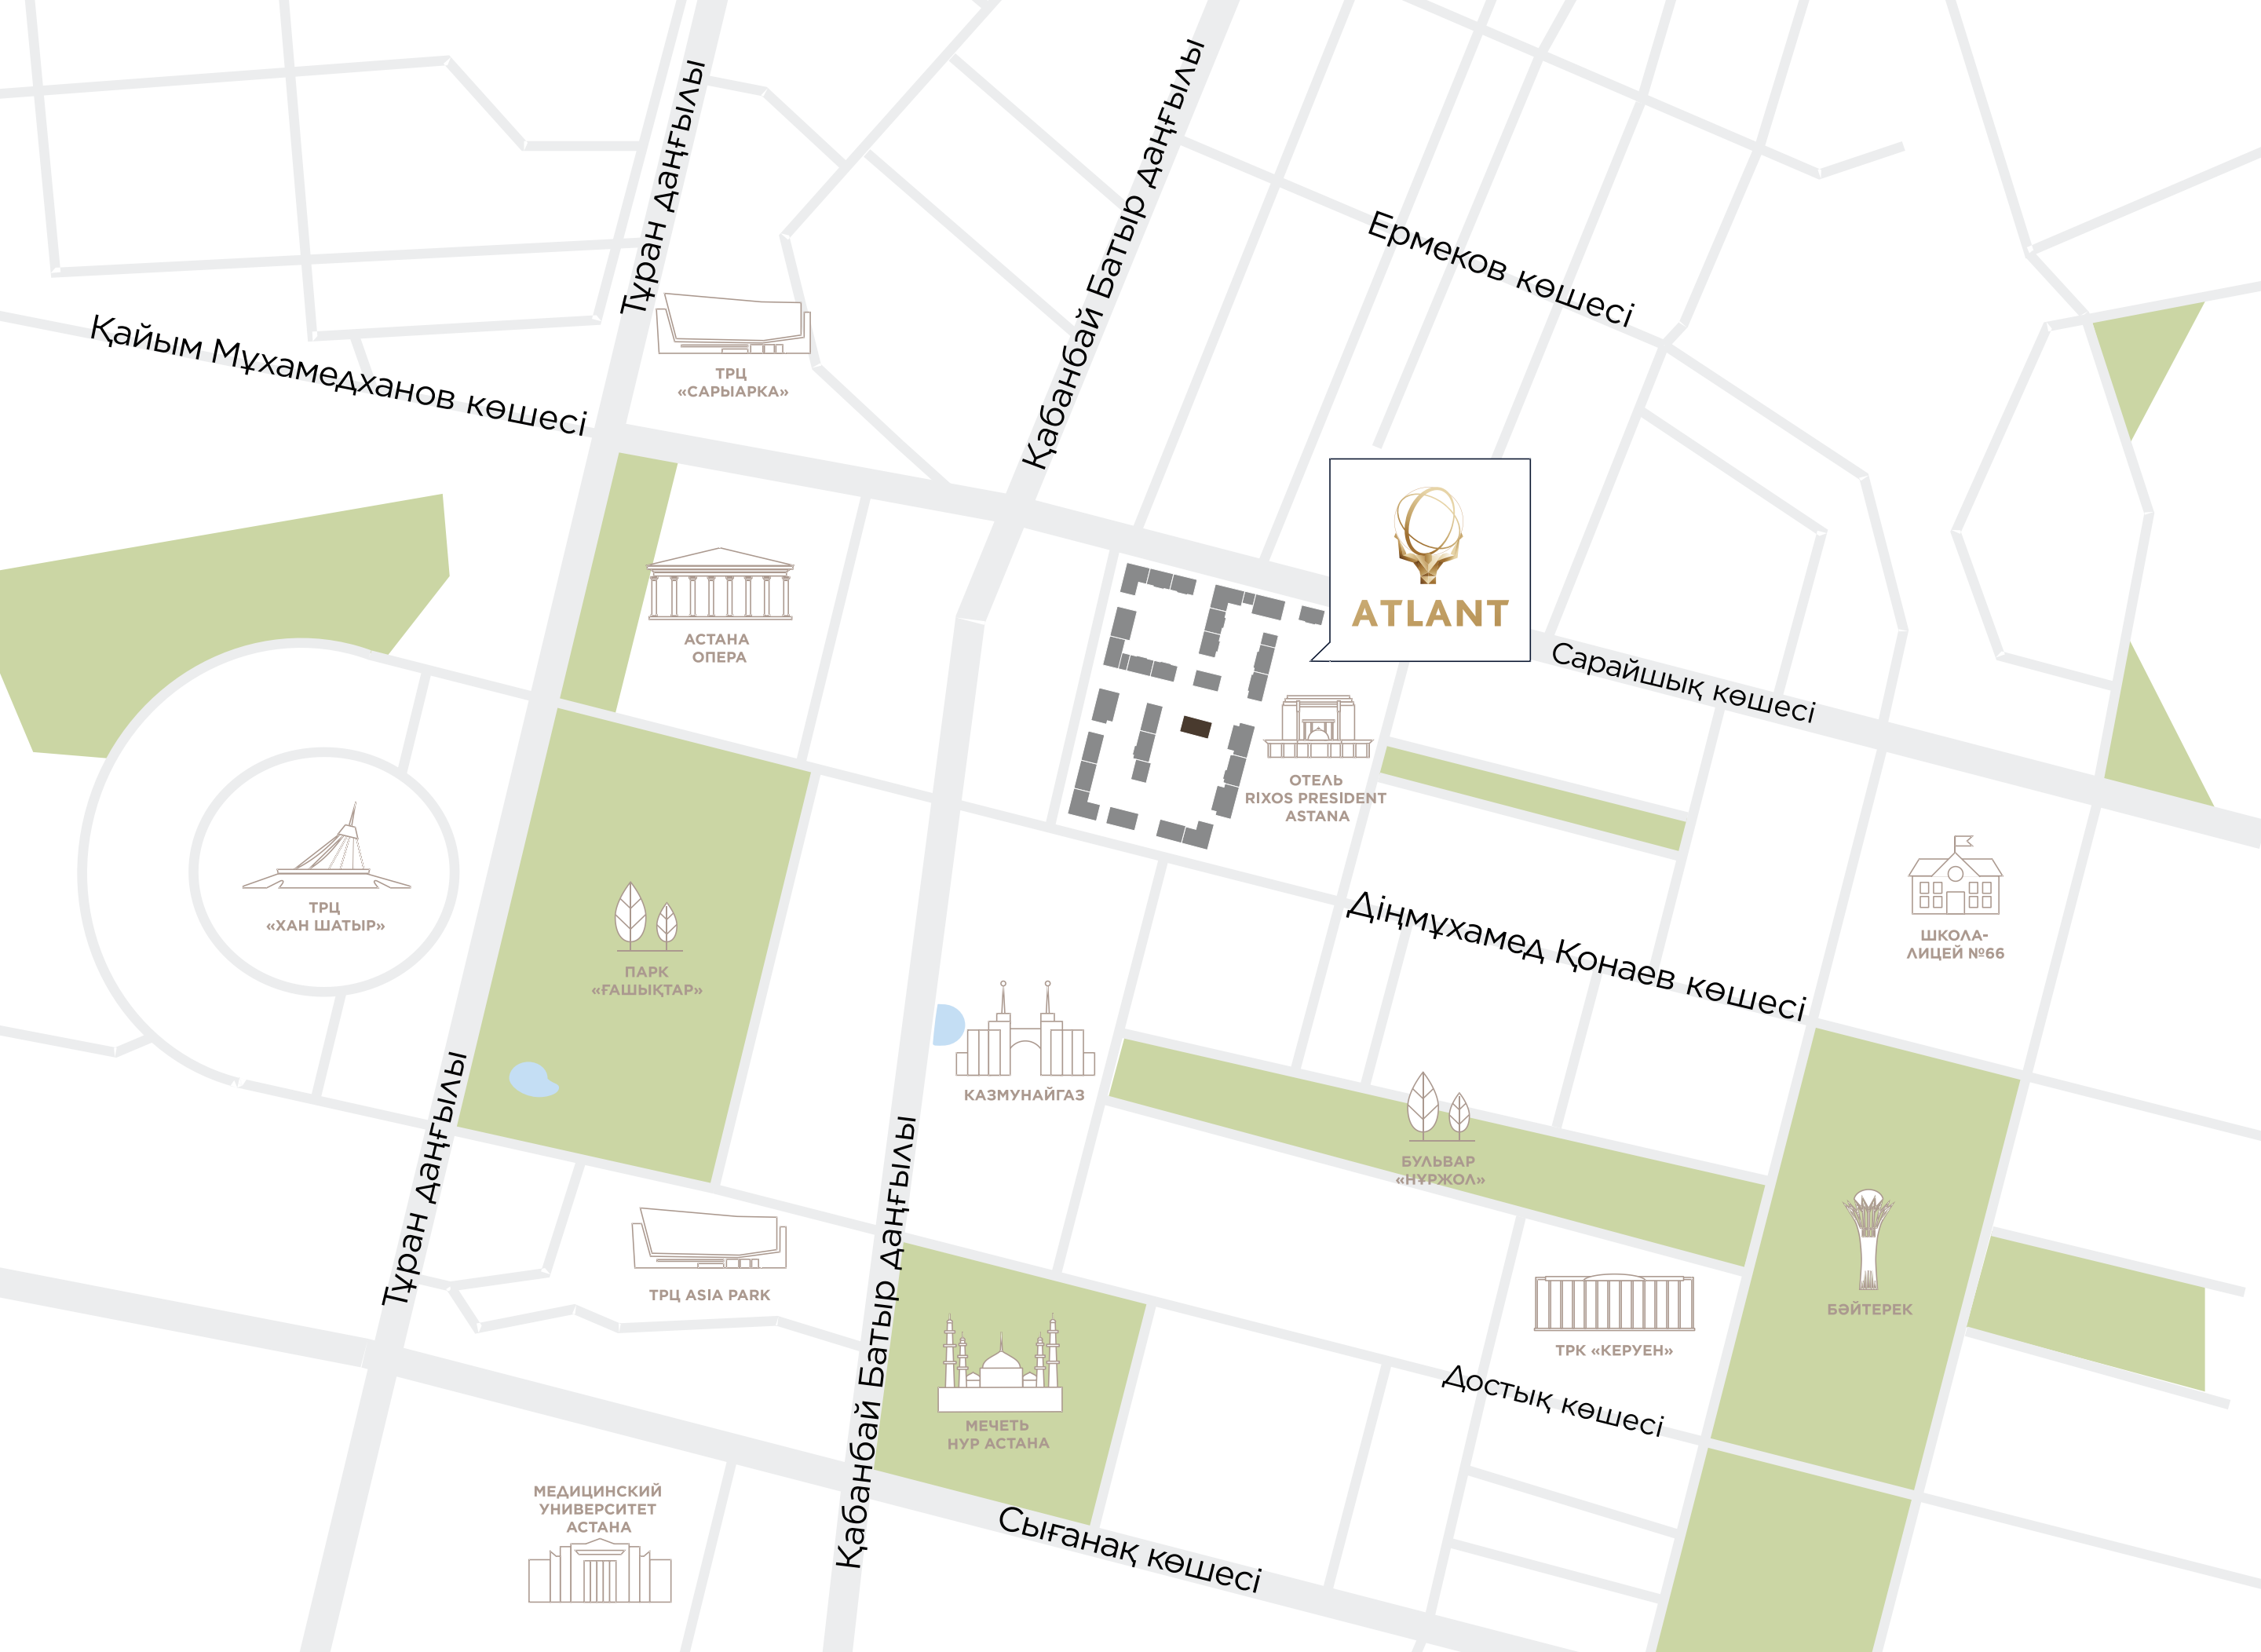 Тұран даңғылы
Қабанбай Батыр даңғылы
Ермеков көшесі
Қайым Мұхамедханов көшесі
ТРЦ
«САРЫАРКА»
ATLANT
АСТАНА
ОПЕРА
Сарайшық көшесі
ОТЕЛЬ
RIXOS PRESIDENT
ASTANA
ТРЦ
«ХАН ШАТЫР»
Дінмұхамед Қонаев көшесі
ШКОЛА-
ЛИЦЕЙ №66
ПАРК
«ҒАШЫҚТАР»
КАЗМУНАЙГАЗ
Тұран даңғылы
Қабанбай Батыр даңғылы
БУЛЬВАР
«НҰРЖОЛ»
ТРЦ ASIA PARK
БӘЙТЕРЕК
ТРК «КЕРУЕН»
Достық көшесі
МЕЧЕТЬ
НУР АСТАНА
МЕДИЦИНСКИЙ
УНИВЕРСИТЕТ
АСТАНА
Сығанақ көшесі